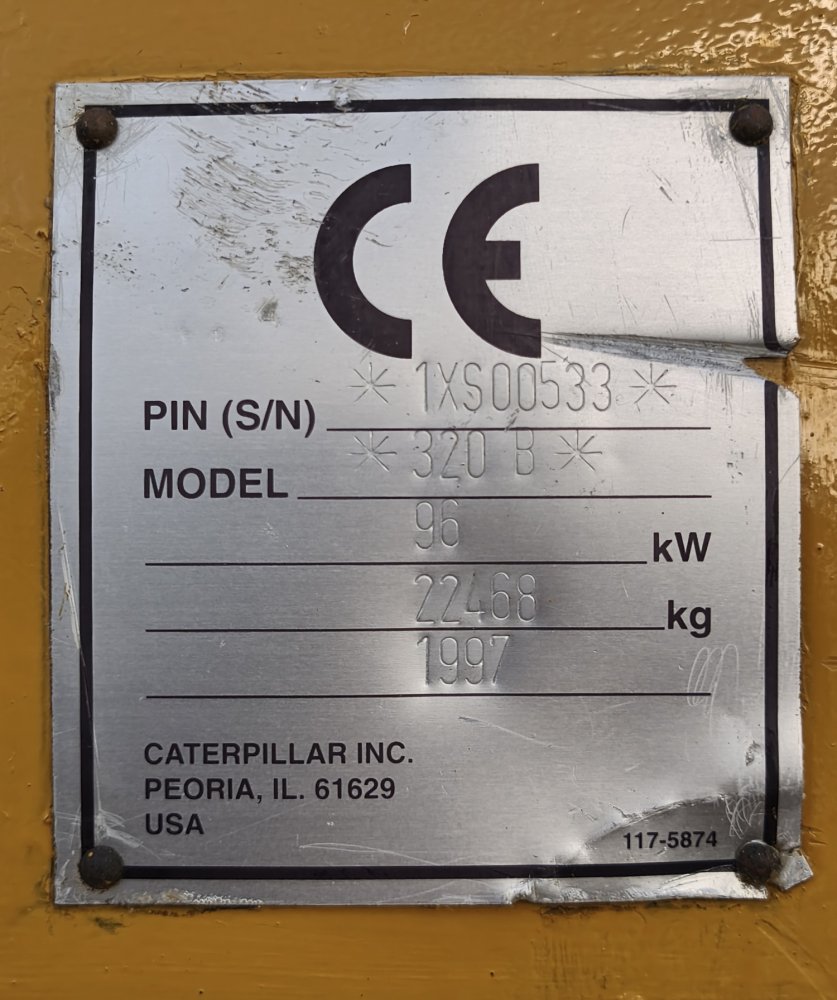 CE
PIN (S/N) *1XS00533*
MODEL *320 B*
96 kW
22468 kg
1997
CATERPILLAR INC.
PEORIA, IL. 61629
USA
117-5874